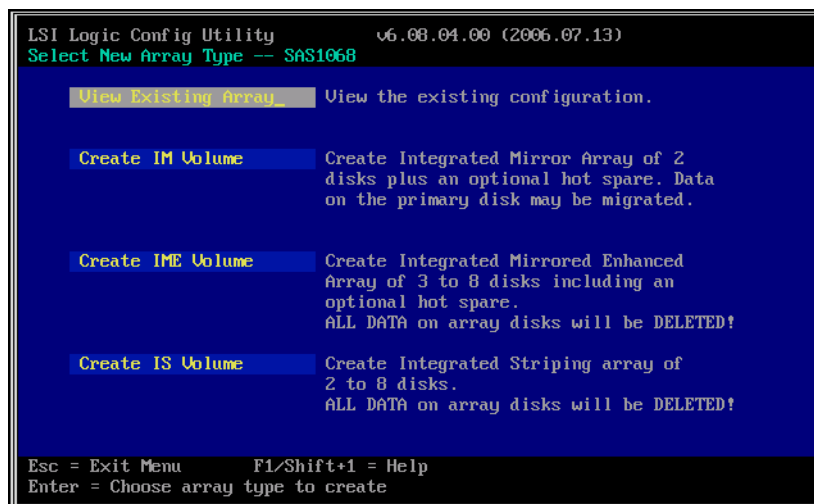 LSI Logic Config Utility v6.08.04.00 (2006.07.13)
Select New Array Type -- SAS1068
View Existing Array_ View the existing configuration.
Create IM Volume Create Integrated Mirror Array of 2
disks plus an optional hot spare. Data
on the primary disk may be migrated.
Create IME Volume Create Integrated Mirrored Enhanced
Array of 3 to 8 disks including an
optional hot spare.
ALL DATA on array disks will be DELETED!
Create IS Volume Create Integrated Striping array of
2 to 8 disks.
ALL DATA on array disks will be DELETED!
Esc = Exit Menu F1/Shift+1 = Help
Enter = Choose array type to create